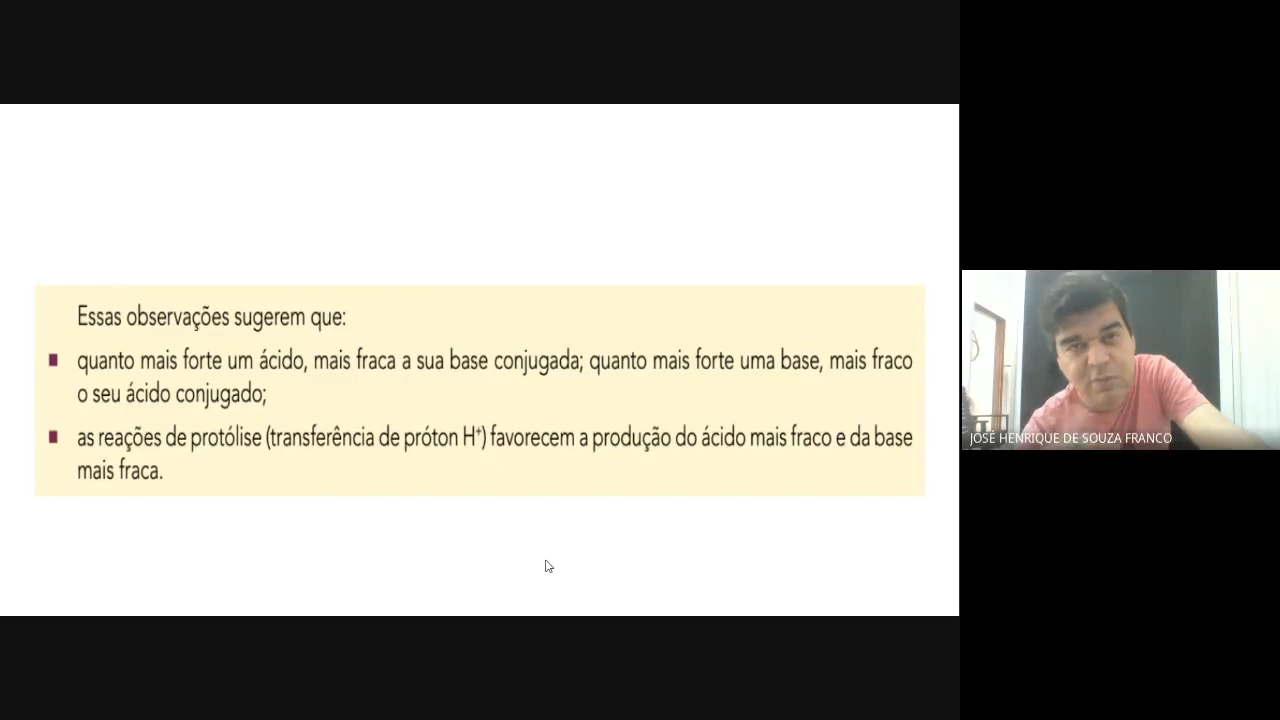 Essas observações sugerem que:
quanto mais forte um ácido, mais fraca a sua base conjugada; quanto mais forte uma base, mais fraco
o seu ácido conjugado;
as reações de protólise (transferência de próton H⁺) favorecem a produção do ácido mais fraco e da base
mais fraca.
JOSÉ HENRIQUE DE SOUZA FRANCO